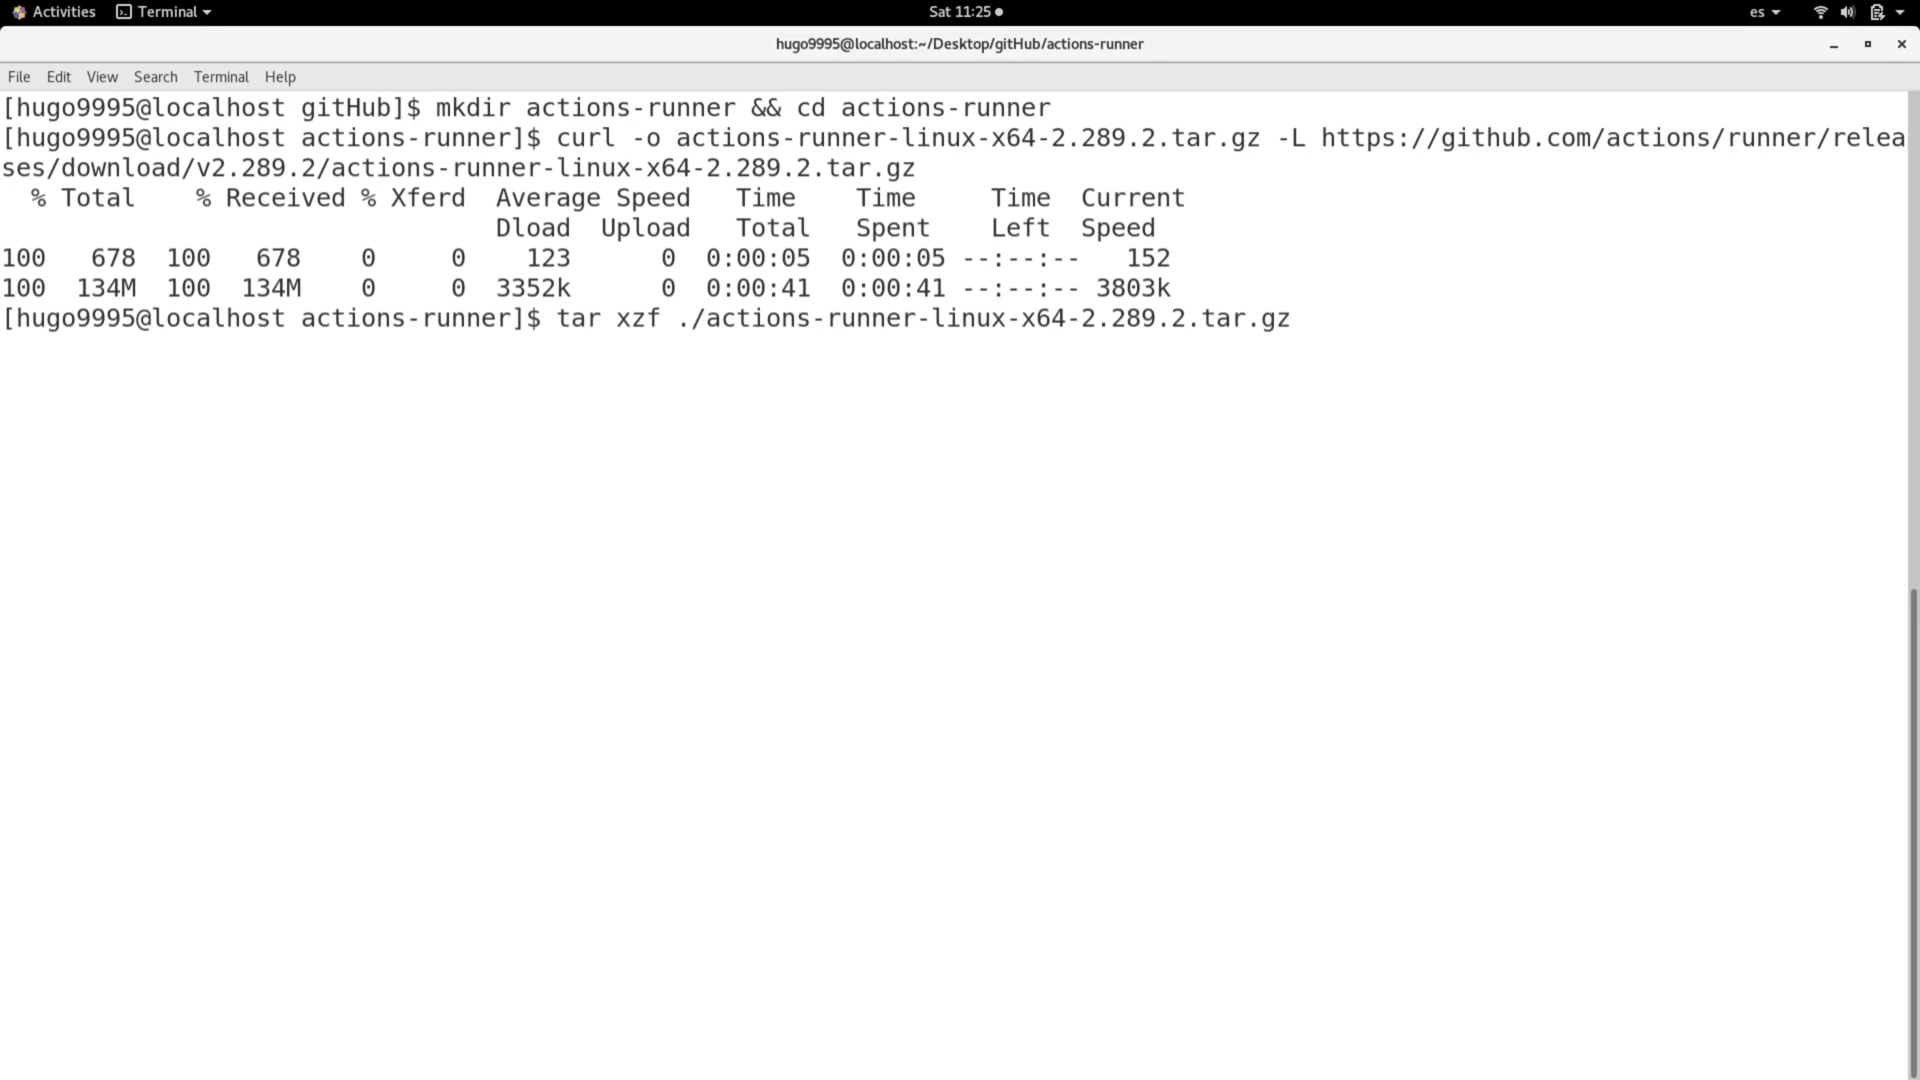 Activities Terminal Sat 11:25 es
hugo9995@localhost:~/Desktop/gitHub/actions-runner
File Edit View Search Terminal Help
[hugo9995@localhost gitHub]$ mkdir actions-runner && cd actions-runner
[hugo9995@localhost actions-runner]$ curl -o actions-runner-linux-x64-2.289.2.tar.gz -L https://github.com/actions/runner/relea
ses/download/v2.289.2/actions-runner-linux-x64-2.289.2.tar.gz
% Total % Received % Xferd Average Speed Time Time Time Current
Dload Upload Total Spent Left Speed
100 678 100 678 0 0 123 0 0:00:05 0:00:05 --:--:-- 152
100 134M 100 134M 0 0 3352k 0 0:00:41 0:00:41 --:--:-- 3803k
[hugo9995@localhost actions-runner]$ tar xzf ./actions-runner-linux-x64-2.289.2.tar.gz